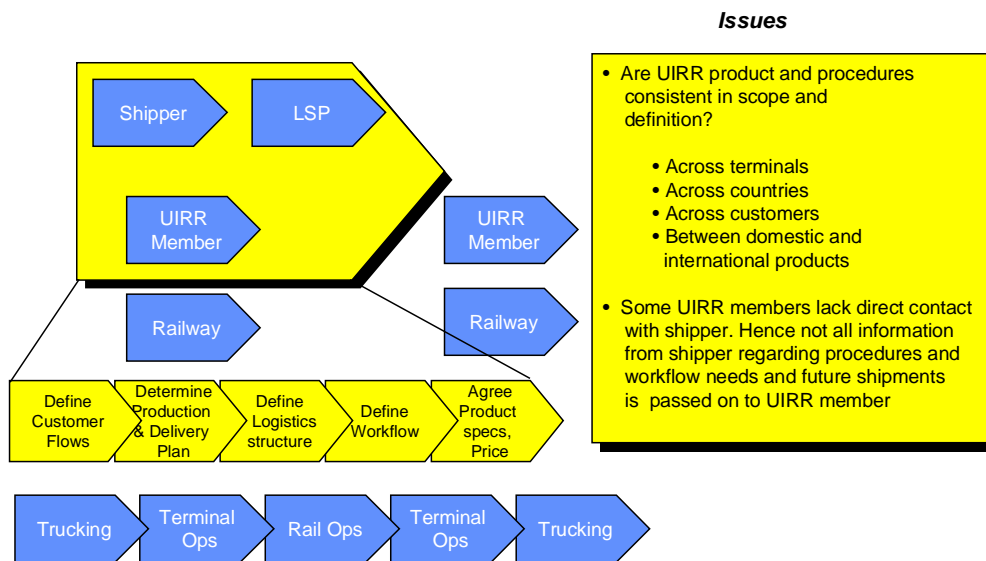 Issues
Shipper
LSP
UIRR
Member
UIRR
Member
Railway
Railway
Define
Customer
Flows
Determine
Production
& Delivery
Plan
Define
Logistics
structure
Define
Workflow
Agree
Product
specs,
Price
Trucking
Terminal
Ops
Rail Ops
Terminal
Ops
Trucking
• Are UIRR product and procedures
consistent in scope and
definition?
• Across terminals
• Across countries
• Across customers
• Between domestic and
international products
• Some UIRR members lack direct contact
with shipper. Hence not all information
from shipper regarding procedures and
workflow needs and future shipments
is passed on to UIRR member